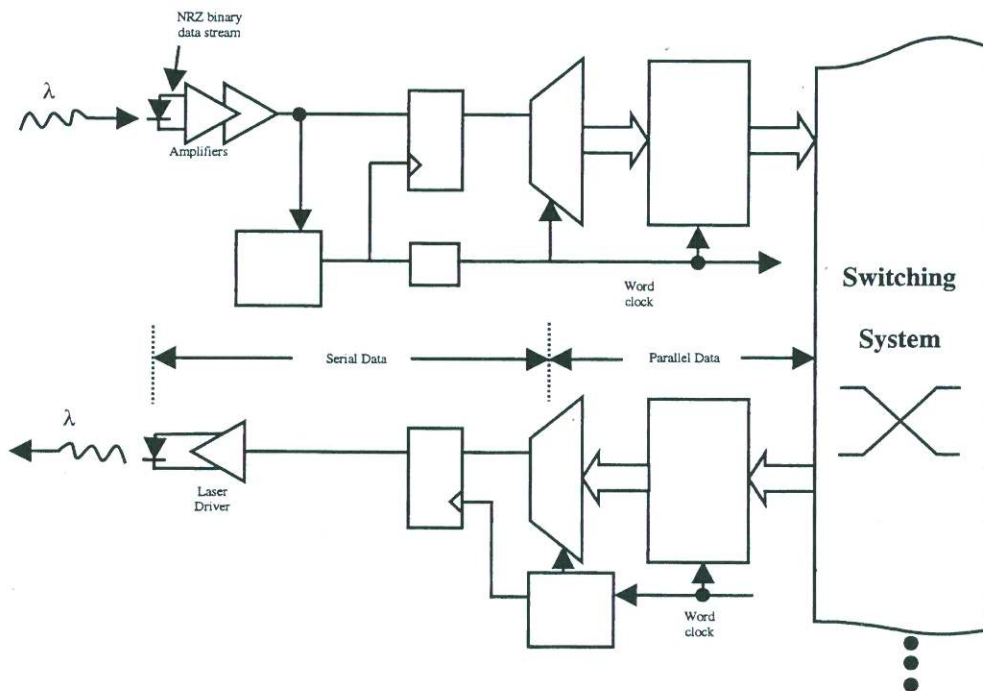 NRZ binary
data stream
λ
Amplifiers
Word
clock
Switching
System
Serial Data
Parallel Data
λ
Laser
Driver
Word
clock